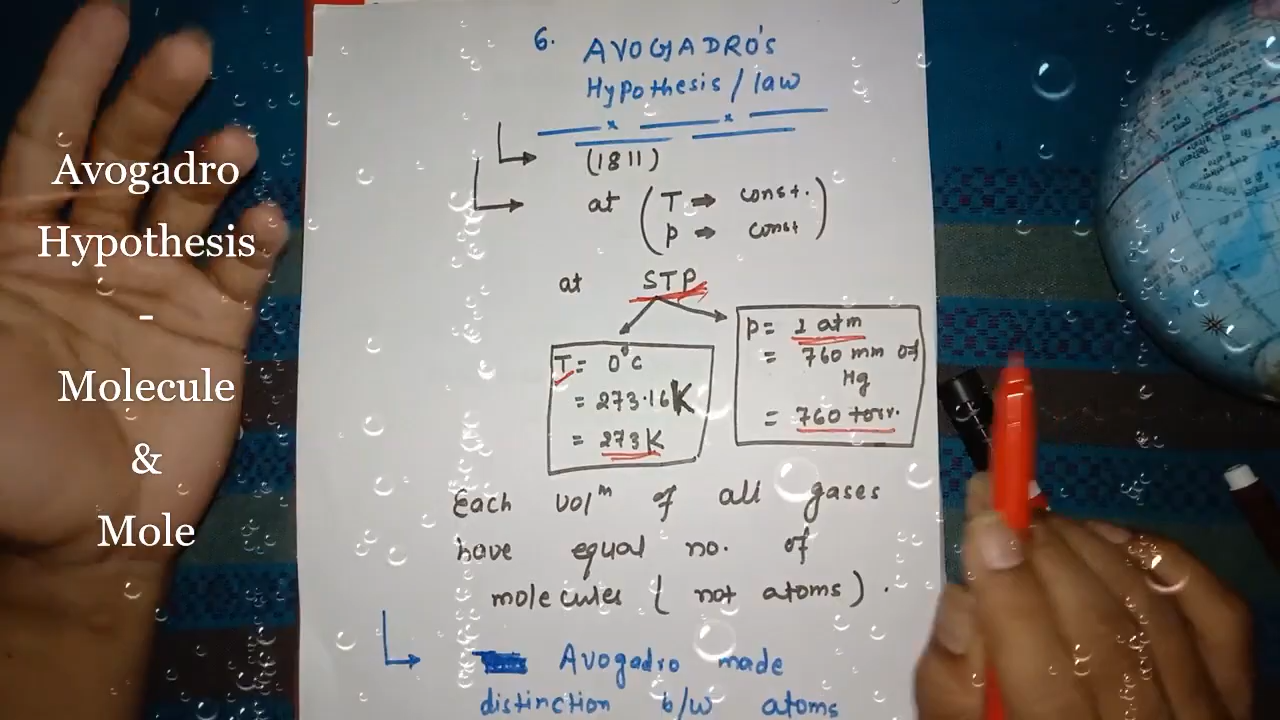 Avogadro
Hypothesis
-
Molecule
&
Mole
6. AVOGADRO's
Hypothesis / law
(1811)
at ( T ⇒ const.
P ⇒ const )
at STP
T = 0°C
= 273.16K
= 273K
P = 1 atm
= 760 mm of
Hg
= 760 torr.
Each volm of all gases
have equal no. of
molecules ( not atoms ) .
Avogadro made
distinction b/w atoms